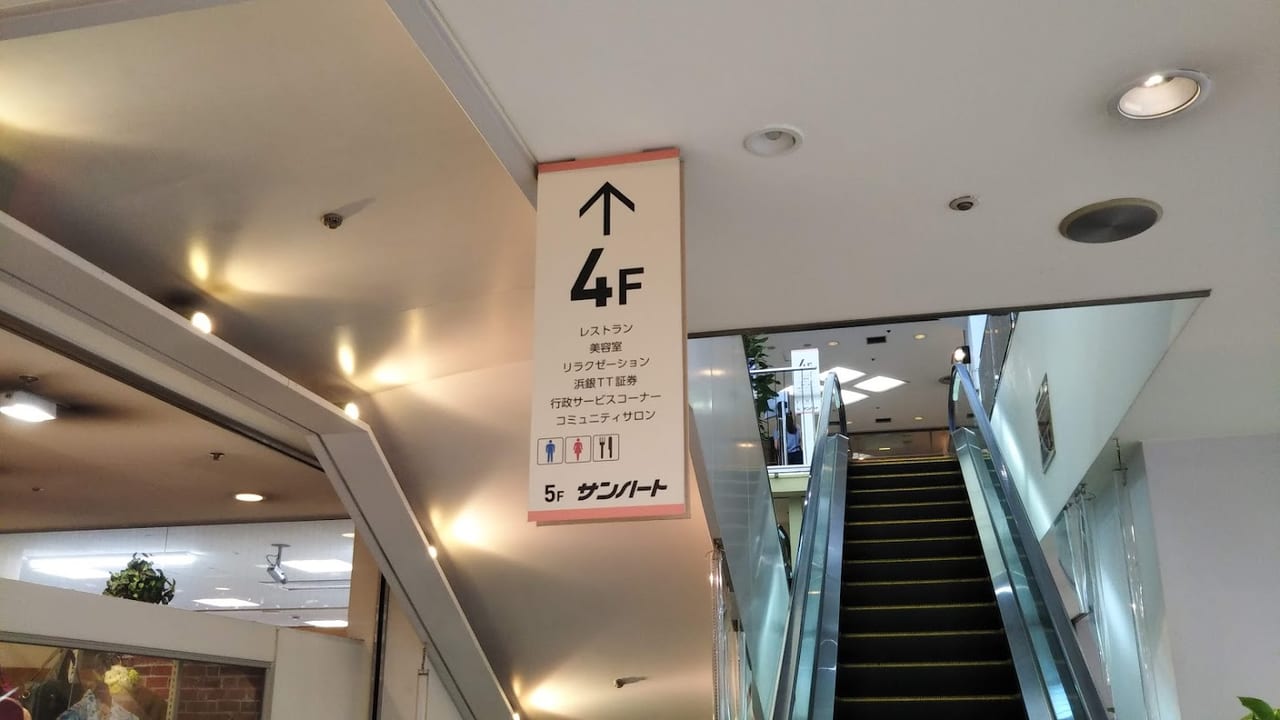 ↑
4F
レストラン
美容室
リラクゼーション
浜銀TT証券
行政サービスコーナー
コミュニティサロン
5F サンハート